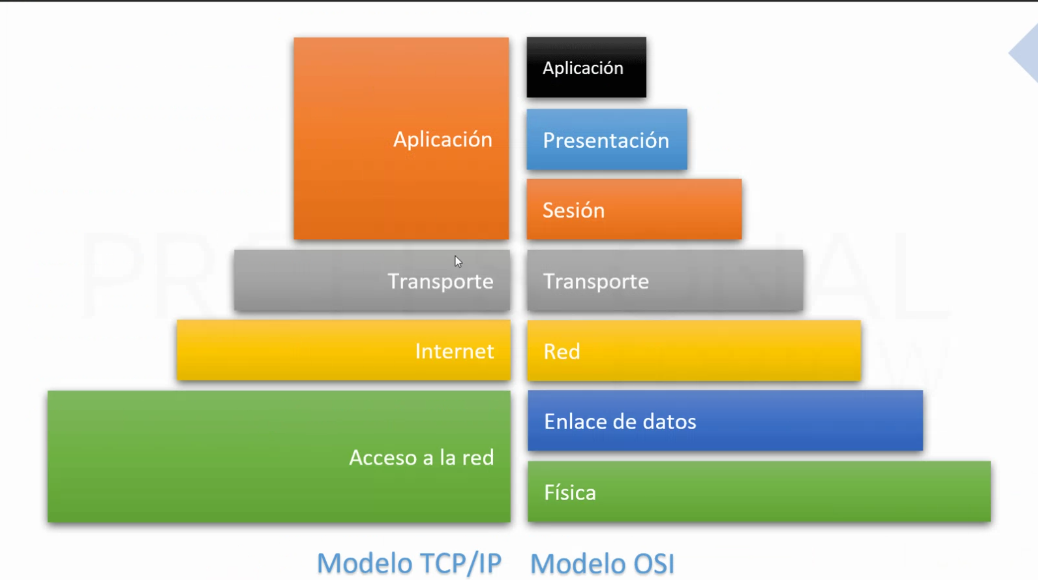 Aplicación
Presentación
Aplicación
Sesión
Transporte
Transporte
Internet
Red
Enlace de datos
Acceso a la red
Física
Modelo TCP/IP
Modelo OSI